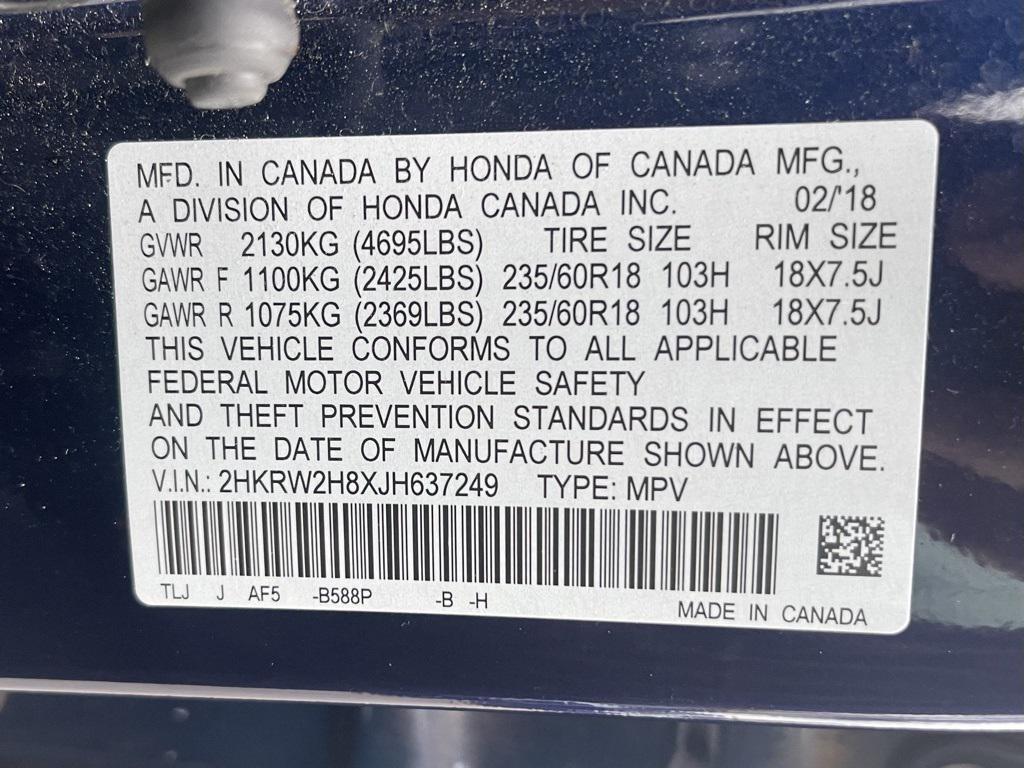 MFD. IN CANADA BY HONDA OF CANADA MFG.,
A DIVISION OF HONDA CANADA INC. 02/'18
GVWR 2130KG (4695LBS) TIRE SIZE RIM SIZE
GAWR F 1100KG (2425LBS) 235/60R18 103H 18X7.5J
GAWR R 1075KG (2369LBS) 235/60R18 103H 18X7.5J
THIS VEHICLE CONFORMS TO ALL APPLICABLE
FEDERAL MOTOR VEHICLE SAFETY
AND THEFT PREVENTION STANDARDS IN EFFECT
ON THE DATE OF MANUFACTURE SHOWN ABOVE.
V.I.N.: 2HKRW2H8XJH637249 TYPE: MPV
TLJ J AF5 -B588P -B -H
MADE IN CANADA